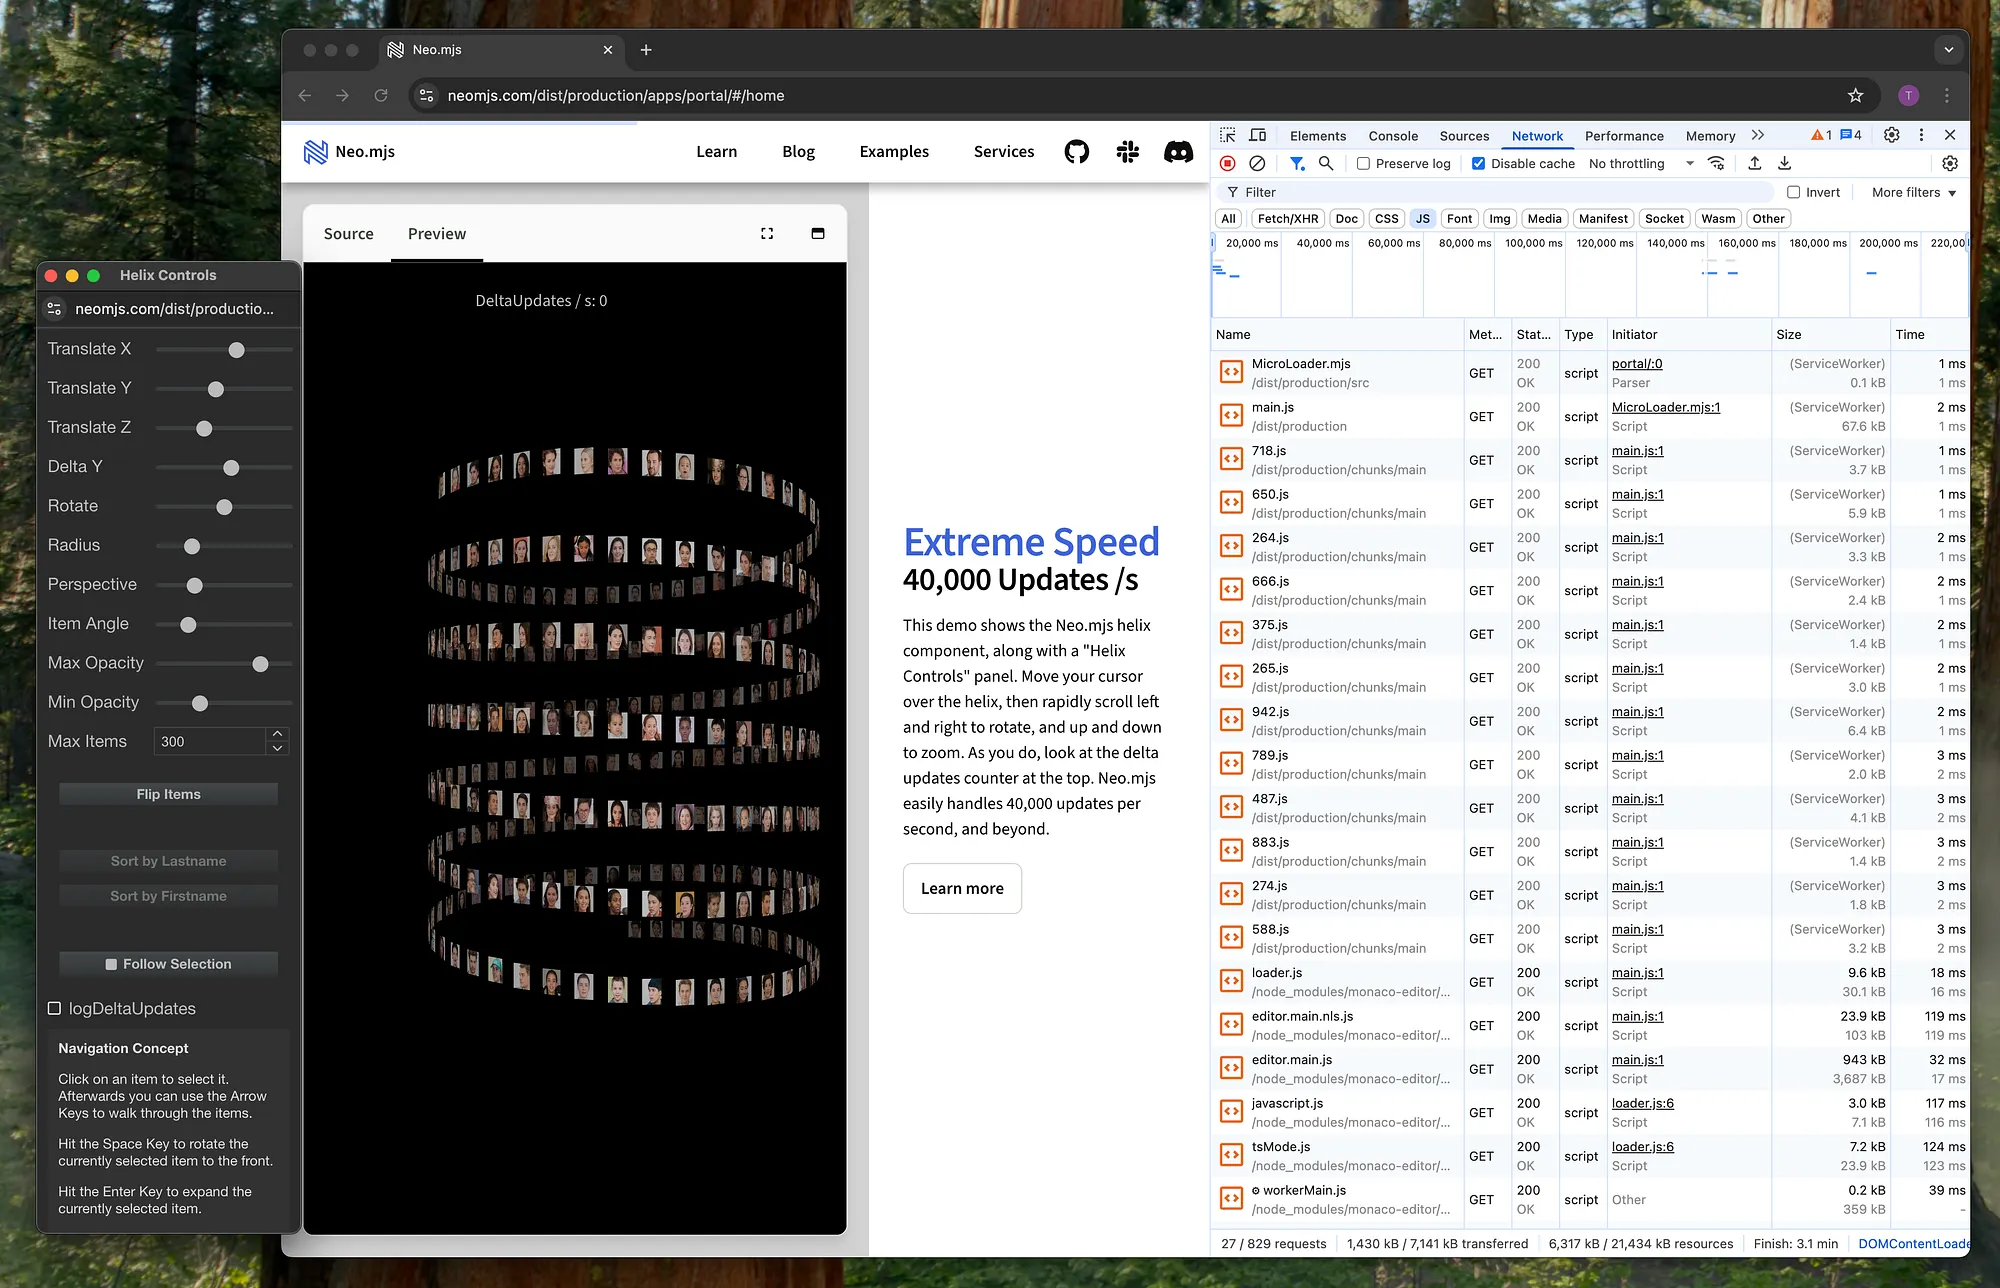 Neo.mjs
neomjs.com/dist/production/apps/portal/#/home
T
Neo.mjs
Learn
Blog
Examples
Services
Source
Preview
DeltaUpdates / s: 0
Helix Controls
neomjs.com/dist/productio...
Translate X
Translate Y
Translate Z
Delta Y
Rotate
Radius
Perspective
Item Angle
Max Opacity
Min Opacity
Max Items 300
Flip Items
Sort by Lastname
Sort by Firstname
Follow Selection
logDeltaUpdates
Navigation Concept
Click on an item to select it.
Afterwards you can use the Arrow
Keys to walk through the items.
Hit the Space Key to rotate the
currently selected item to the front.
Hit the Enter Key to expand the
currently selected item.
Extreme Speed
40,000 Updates /s
This demo shows the Neo.mjs helix
component, along with a "Helix
Controls" panel. Move your cursor
over the helix, then rapidly scroll left
and right to rotate, and up and down
to zoom. As you do, look at the delta
updates counter at the top. Neo.mjs
easily handles 40,000 updates per
second, and beyond.
Learn more
Elements Console Sources Network Performance Memory 1 4
Preserve log Disable cache No throttling
Filter Invert More filters
All Fetch/XHR Doc CSS JS Font Img Media Manifest Socket Wasm Other
20,000 ms 40,000 ms 60,000 ms 80,000 ms 100,000 ms 120,000 ms 140,000 ms 160,000 ms 180,000 ms 200,000 ms 220,00
Name Met... Stat... Type Initiator Size Time
MicroLoader.mjs GET 200 script portal/:0 (ServiceWorker) 1 ms
/dist/production/src OK Parser 0.1 kB 1 ms
main.js GET 200 script MicroLoader.mjs:1 (ServiceWorker) 2 ms
/dist/production OK Script 67.6 kB 1 ms
718.js GET 200 script main.js:1 (ServiceWorker) 1 ms
/dist/production/chunks/main OK Script 3.7 kB 1 ms
650.js GET 200 script main.js:1 (ServiceWorker) 1 ms
/dist/production/chunks/main OK Script 5.9 kB 1 ms
264.js GET 200 script main.js:1 (ServiceWorker) 2 ms
/dist/production/chunks/main OK Script 3.3 kB 1 ms
666.js GET 200 script main.js:1 (ServiceWorker) 2 ms
/dist/production/chunks/main OK Script 2.4 kB 1 ms
375.js GET 200 script main.js:1 (ServiceWorker) 2 ms
/dist/production/chunks/main OK Script 1.4 kB 1 ms
265.js GET 200 script main.js:1 (ServiceWorker) 2 ms
/dist/production/chunks/main OK Script 3.0 kB 1 ms
942.js GET 200 script main.js:1 (ServiceWorker) 2 ms
/dist/production/chunks/main OK Script 6.4 kB 1 ms
789.js GET 200 script main.js:1 (ServiceWorker) 3 ms
/dist/production/chunks/main OK Script 2.0 kB 2 ms
487.js GET 200 script main.js:1 (ServiceWorker) 3 ms
/dist/production/chunks/main OK Script 4.1 kB 2 ms
883.js GET 200 script main.js:1 (ServiceWorker) 3 ms
/dist/production/chunks/main OK Script 1.4 kB 2 ms
274.js GET 200 script main.js:1 (ServiceWorker) 3 ms
/dist/production/chunks/main OK Script 1.8 kB 2 ms
588.js GET 200 script main.js:1 (ServiceWorker) 3 ms
/dist/production/chunks/main OK Script 3.2 kB 2 ms
loader.js GET 200 script main.js:1 9.6 kB 18 ms
/node_modules/monaco-editor/... OK Script 30.1 kB 16 ms
editor.main.nls.js GET 200 script main.js:1 23.9 kB 119 ms
/node_modules/monaco-editor/... OK Script 103 kB 119 ms
editor.main.js GET 200 script main.js:1 943 kB 32 ms
/node_modules/monaco-editor/... OK Script 3,687 kB 17 ms
javascript.js GET 200 script loader.js:6 3.0 kB 117 ms
/node_modules/monaco-editor/... OK Script 7.1 kB 116 ms
tsMode.js GET 200 script loader.js:6 7.2 kB 124 ms
/node_modules/monaco-editor/... OK Script 23.9 kB 123 ms
workerMain.js GET 200 script Other 0.2 kB 39 ms
/node_modules/monaco-editor/... OK 359 kB -
27 / 829 requests 1,430 kB / 7,141 kB transferred 6,317 kB / 21,434 kB resources Finish: 3.1 min DOMContentLoade